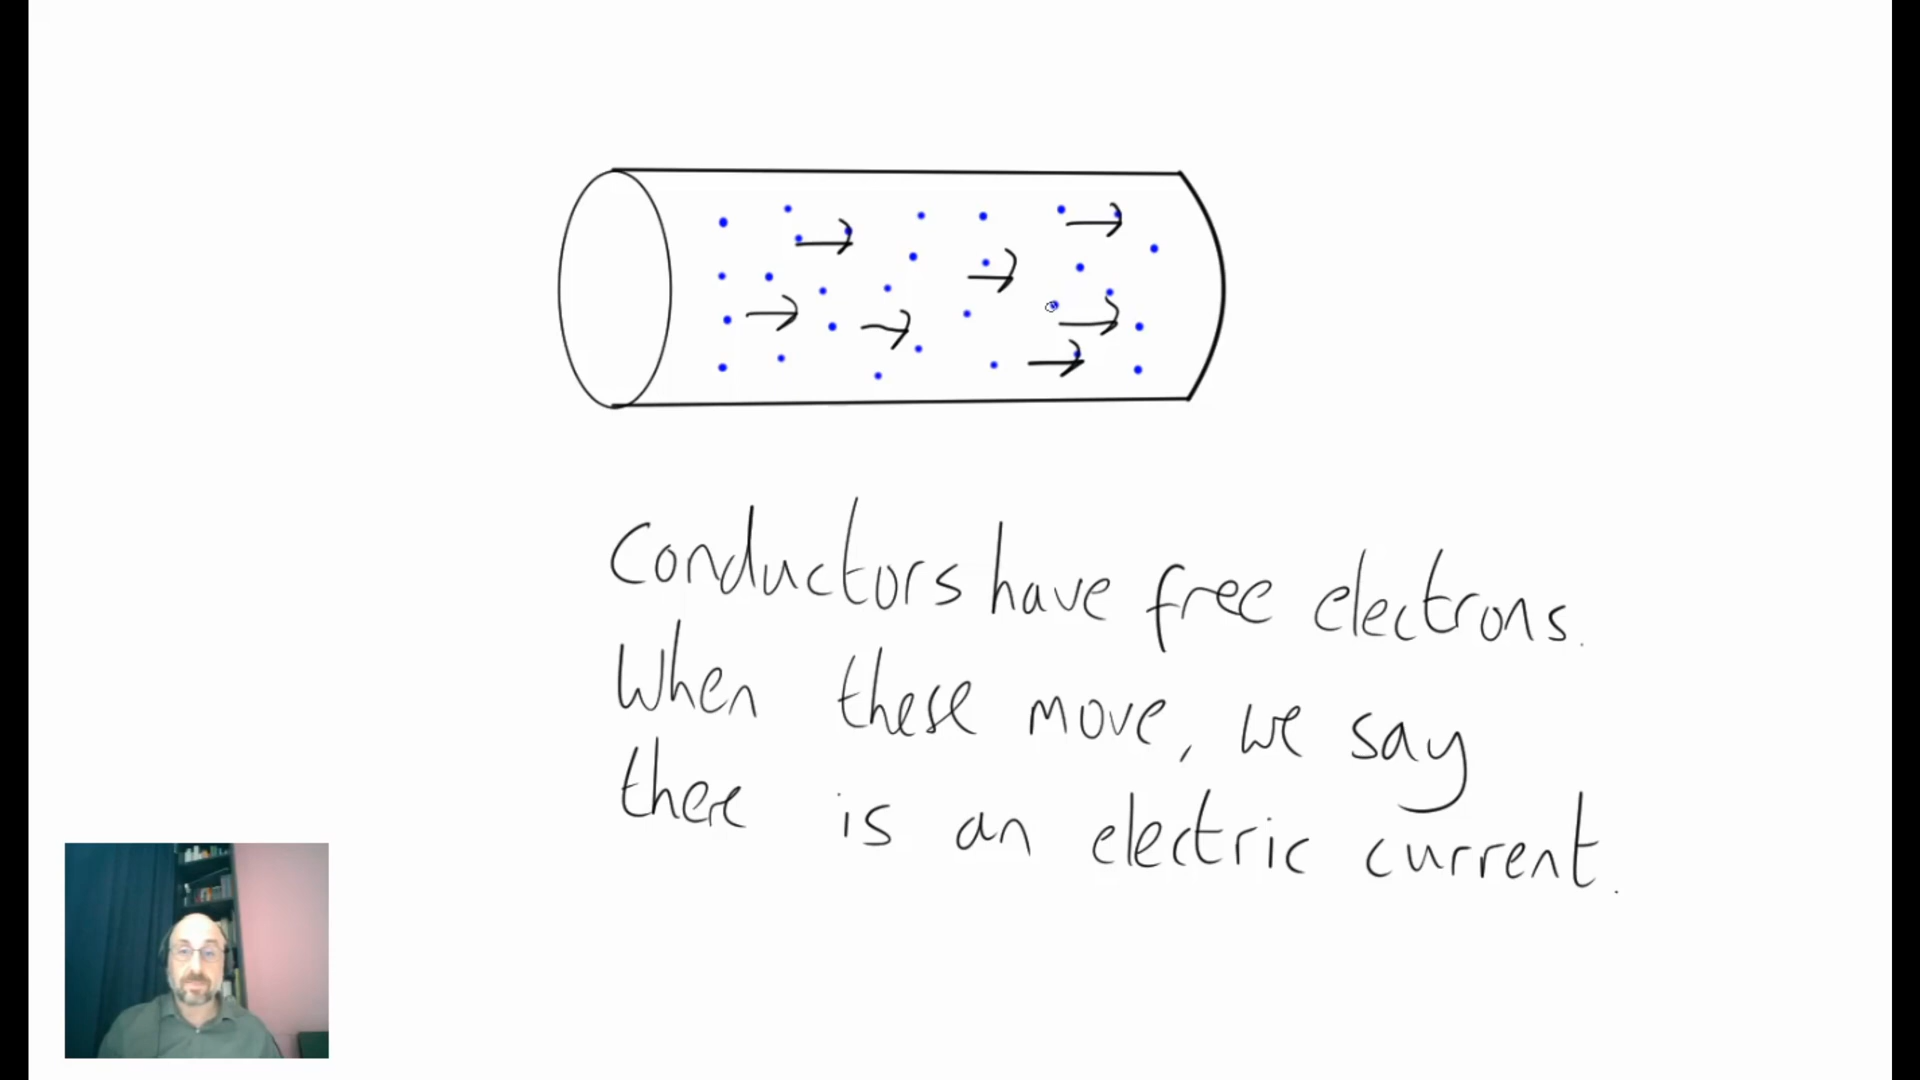 Conductors have free electrons.
When these move, we say
there is an electric current.